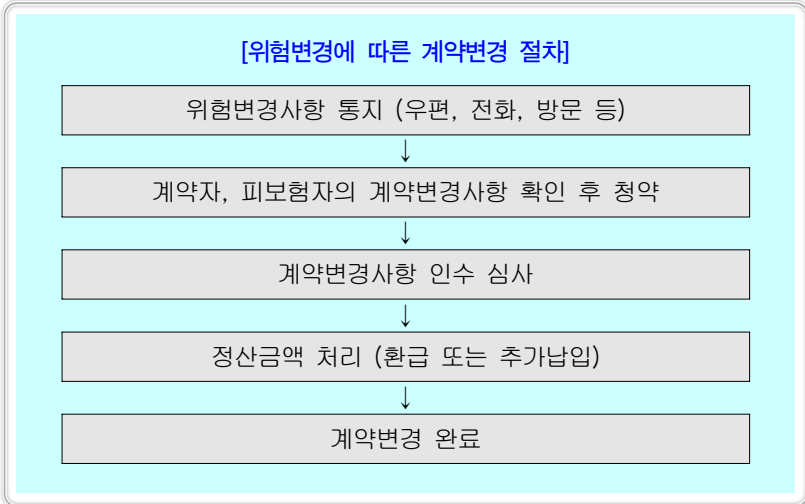 [위험변경에 따른 계약변경 절차]
위험변경사항 통지 (우편, 전화, 방문 등)
↓
계약자, 피보험자의 계약변경사항 확인 후 청약
↓
계약변경사항 인수 심사
↓
정산금액 처리 (환급 또는 추가납입)
↓
계약변경 완료